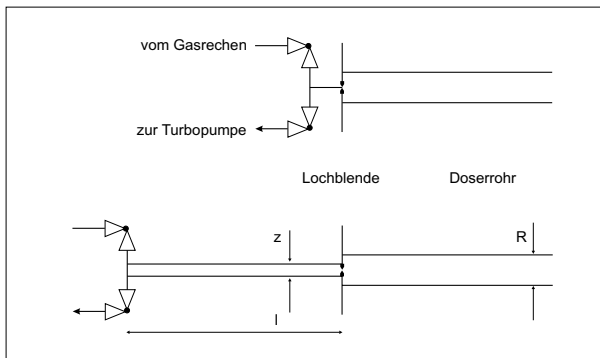 vom Gasrechen
zur Turbopumpe
Lochblende Doserrohr
z R
l